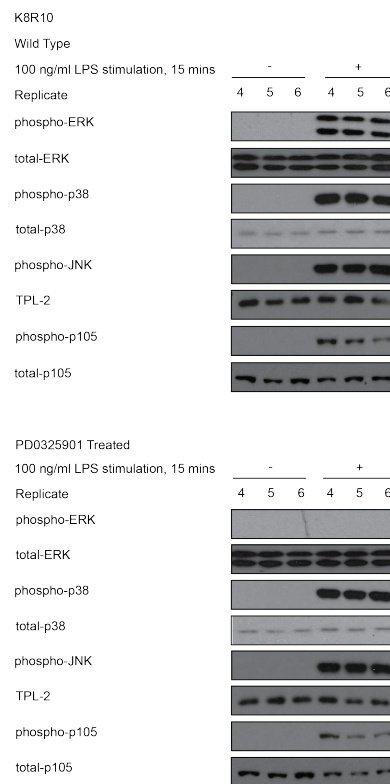 K8R10
Wild Type
100 ng/ml LPS stimulation, 15 mins - +
Replicate 4 5 6 4 5 6
phospho-ERK
total-ERK
phospho-p38
total-p38
phospho-JNK
TPL-2
phospho-p105
total-p105
PD0325901 Treated
100 ng/ml LPS stimulation, 15 mins - +
Replicate 4 5 6 4 5 6
phospho-ERK
total-ERK
phospho-p38
total-p38
phospho-JNK
TPL-2
phospho-p105
total-p105